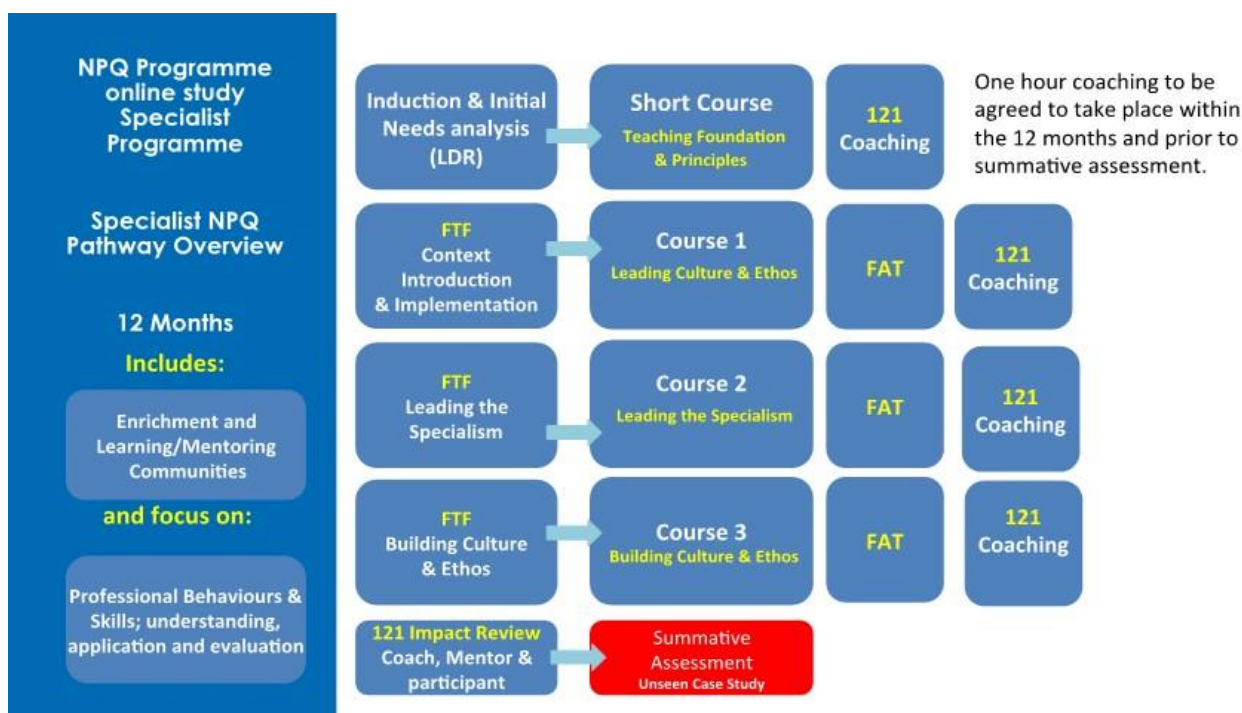 NPQ Programme
online study
Specialist
Programme
Specialist NPQ
Pathway Overview
12 Months
Includes:
Enrichment and
Learning/Mentoring
Communities
and focus on:
Professional Behaviours &
Skills; understanding,
application and evaluation
Induction & Initial
Needs analysis
(LDR)
Short Course
Teaching Foundation
& Principles
121
Coaching
One hour coaching to be
agreed to take place within
the 12 months and prior to
summative assessment.
FTF
Context
Introduction
& Implementation
Course 1
Leading Culture & Ethos
FAT
121
Coaching
FTF
Leading the
Specialism
Course 2
Leading the Specialism
FAT
121
Coaching
FTF
Building Culture
& Ethos
Course 3
Building Culture & Ethos
FAT
121
Coaching
121 Impact Review
Coach, Mentor &
participant
Summative
Assessment
Unseen Case Study